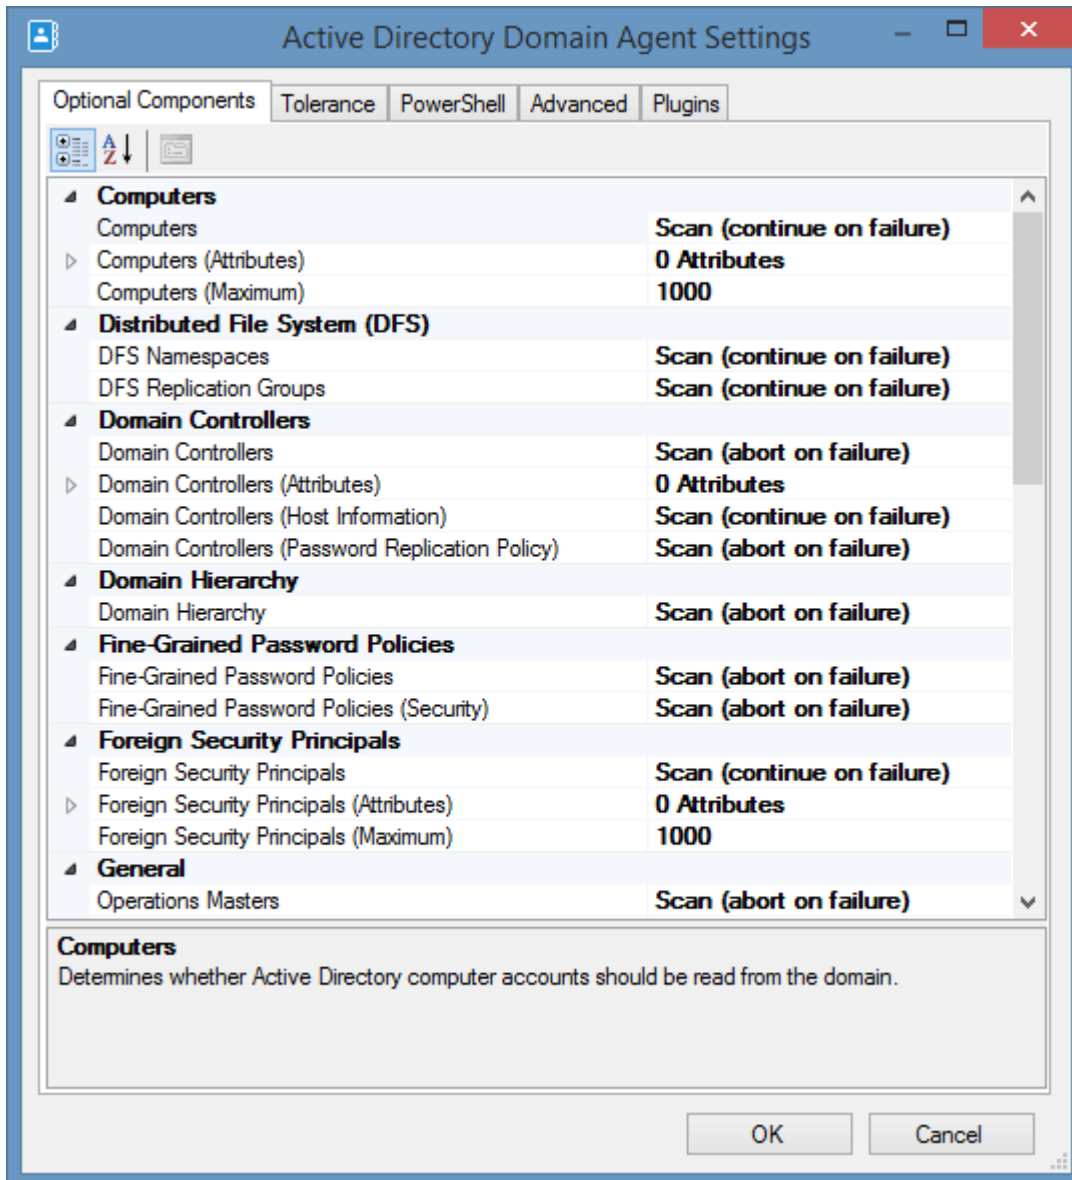 Active Directory Domain Agent Settings
Optional Components Tolerance PowerShell Advanced Plugins
Computers
Computers Scan (continue on failure)
Computers (Attributes) 0 Attributes
Computers (Maximum) 1000
Distributed File System (DFS)
DFS Namespaces Scan (continue on failure)
DFS Replication Groups Scan (continue on failure)
Domain Controllers
Domain Controllers Scan (abort on failure)
Domain Controllers (Attributes) 0 Attributes
Domain Controllers (Host Information) Scan (continue on failure)
Domain Controllers (Password Replication Policy) Scan (abort on failure)
Domain Hierarchy
Domain Hierarchy Scan (abort on failure)
Fine-Grained Password Policies
Fine-Grained Password Policies Scan (abort on failure)
Fine-Grained Password Policies (Security) Scan (abort on failure)
Foreign Security Principals
Foreign Security Principals Scan (continue on failure)
Foreign Security Principals (Attributes) 0 Attributes
Foreign Security Principals (Maximum) 1000
General
Operations Masters Scan (abort on failure)
Computers
Determines whether Active Directory computer accounts should be read from the domain.
OK Cancel